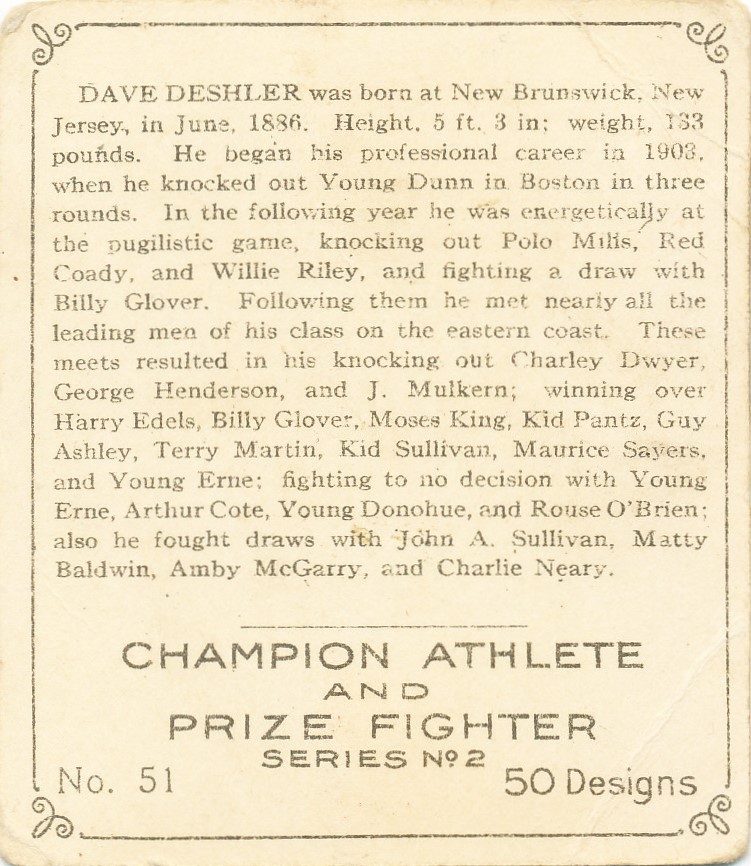 DAVE DESHLER was born at New Brunswick, New
Jersey, in June, 1886. Height, 5 ft. 3 in; weight, 133
pounds. He began his professional career in 1903,
when he knocked out Young Dunn in Boston in three
rounds. In the following year he was energetically at
the pugilistic game, knocking out Polo Mills, Red
Coady, and Willie Riley, and fighting a draw with
Billy Glover. Following them he met nearly all the
leading men of his class on the eastern coast. These
meets resulted in his knocking out Charley Dwyer,
George Henderson, and J. Mulkern; winning over
Harry Edels, Billy Glover, Moses King, Kid Pantz, Guy
Ashley, Terry Martin, Kid Sullivan, Maurice Sayers,
and Young Erne; fighting to no decision with Young
Erne, Arthur Cote, Young Donohue, and Rouse O'Brien;
also he fought draws with John A. Sullivan, Matty
Baldwin, Amby McGarry, and Charlie Neary.
CHAMPION ATHLETE
AND
PRIZE FIGHTER
SERIES Nº 2
No. 51 50 Designs